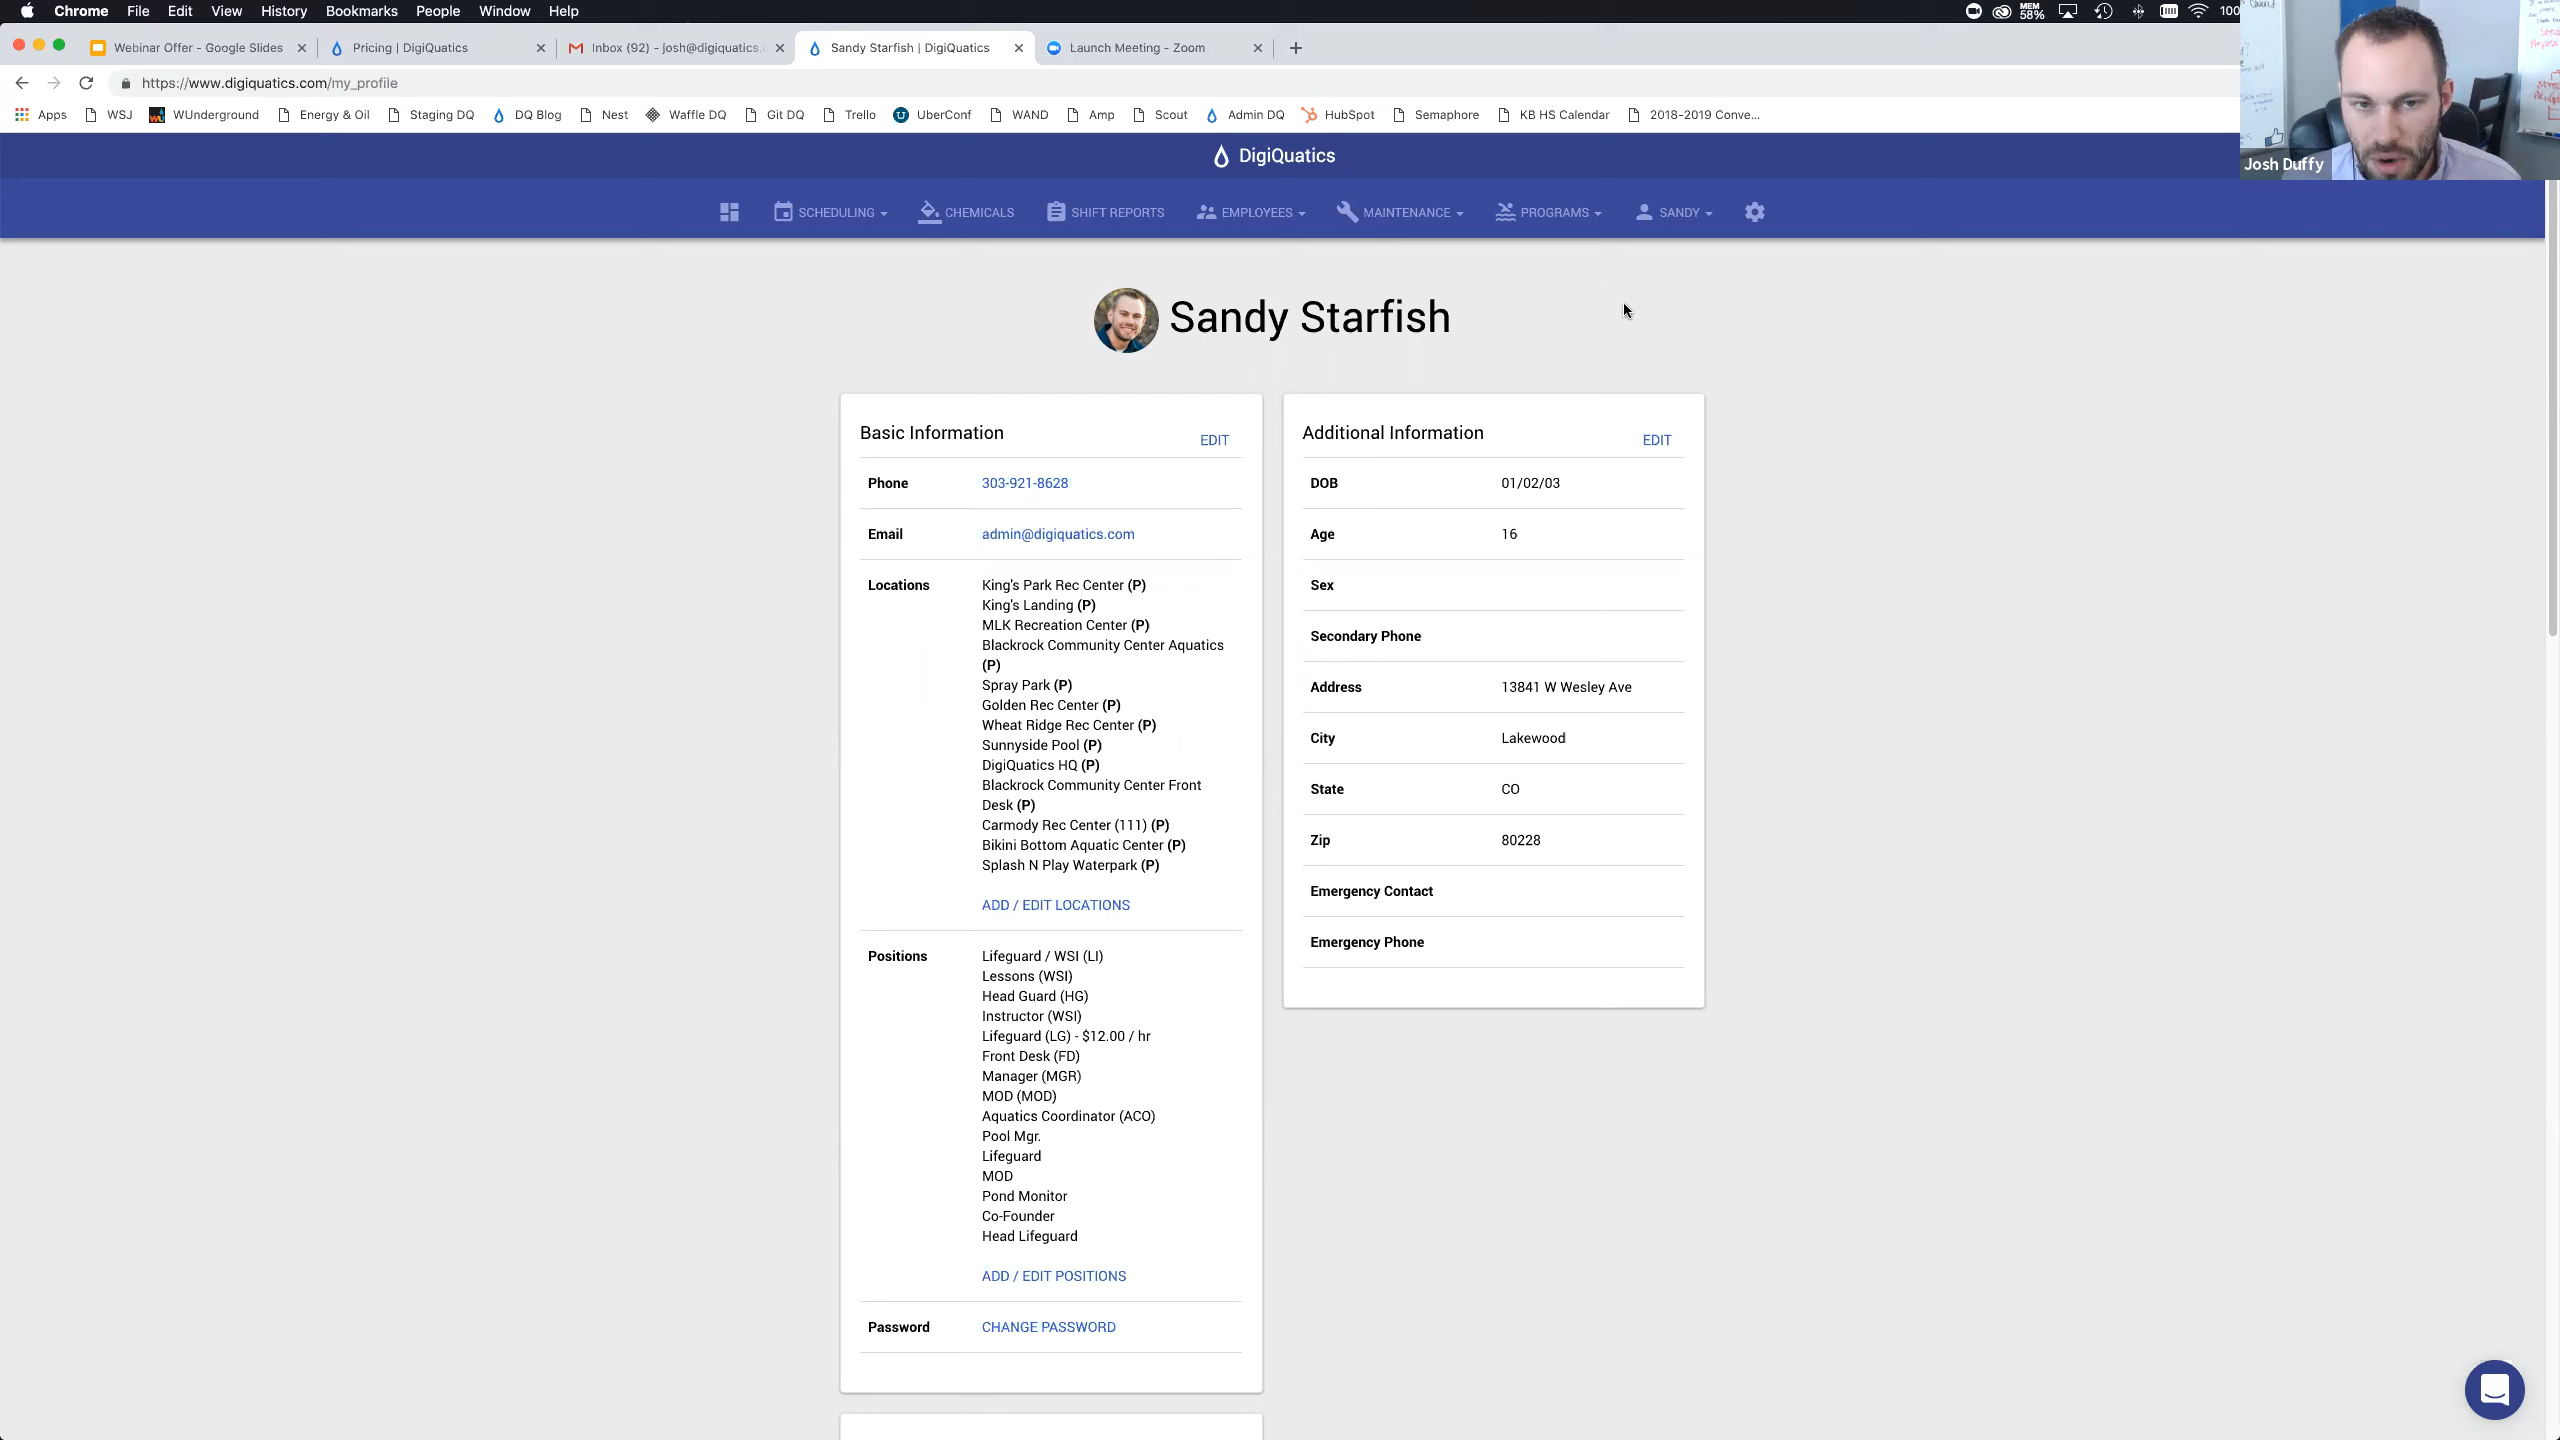 Chrome File Edit View History Bookmarks People Window Help MEM 58% 100
Webinar Offer - Google Slides Pricing | DigiQuatics Inbox (92) - josh@digiquatics. Sandy Starfish | DigiQuatics Launch Meeting - Zoom
https://www.digiquatics.com/my_profile
Apps WSJ WUnderground Energy & Oil Staging DQ DQ Blog Nest Waffle DQ Git DQ Trello UberConf WAND Amp Scout Admin DQ HubSpot Semaphore KB HS Calendar 2018-2019 Conve...
Josh Duffy
DigiQuatics
SCHEDULING CHEMICALS SHIFT REPORTS EMPLOYEES MAINTENANCE PROGRAMS SANDY
Sandy Starfish
Basic Information
EDIT
Phone 303-921-8628
Email admin@digiquatics.com
Locations King's Park Rec Center (P)
King's Landing (P)
MLK Recreation Center (P)
Blackrock Community Center Aquatics
(P)
Spray Park (P)
Golden Rec Center (P)
Wheat Ridge Rec Center (P)
Sunnyside Pool (P)
DigiQuatics HQ (P)
Blackrock Community Center Front
Desk (P)
Carmody Rec Center (111) (P)
Bikini Bottom Aquatic Center (P)
Splash N Play Waterpark (P)
ADD / EDIT LOCATIONS
Positions Lifeguard / WSI (LI)
Lessons (WSI)
Head Guard (HG)
Instructor (WSI)
Lifeguard (LG) - $12.00 / hr
Front Desk (FD)
Manager (MGR)
MOD (MOD)
Aquatics Coordinator (ACO)
Pool Mgr.
Lifeguard
MOD
Pond Monitor
Co-Founder
Head Lifeguard
ADD / EDIT POSITIONS
Password CHANGE PASSWORD
Additional Information
EDIT
DOB 01/02/03
Age 16
Sex
Secondary Phone
Address 13841 W Wesley Ave
City Lakewood
State CO
Zip 80228
Emergency Contact
Emergency Phone